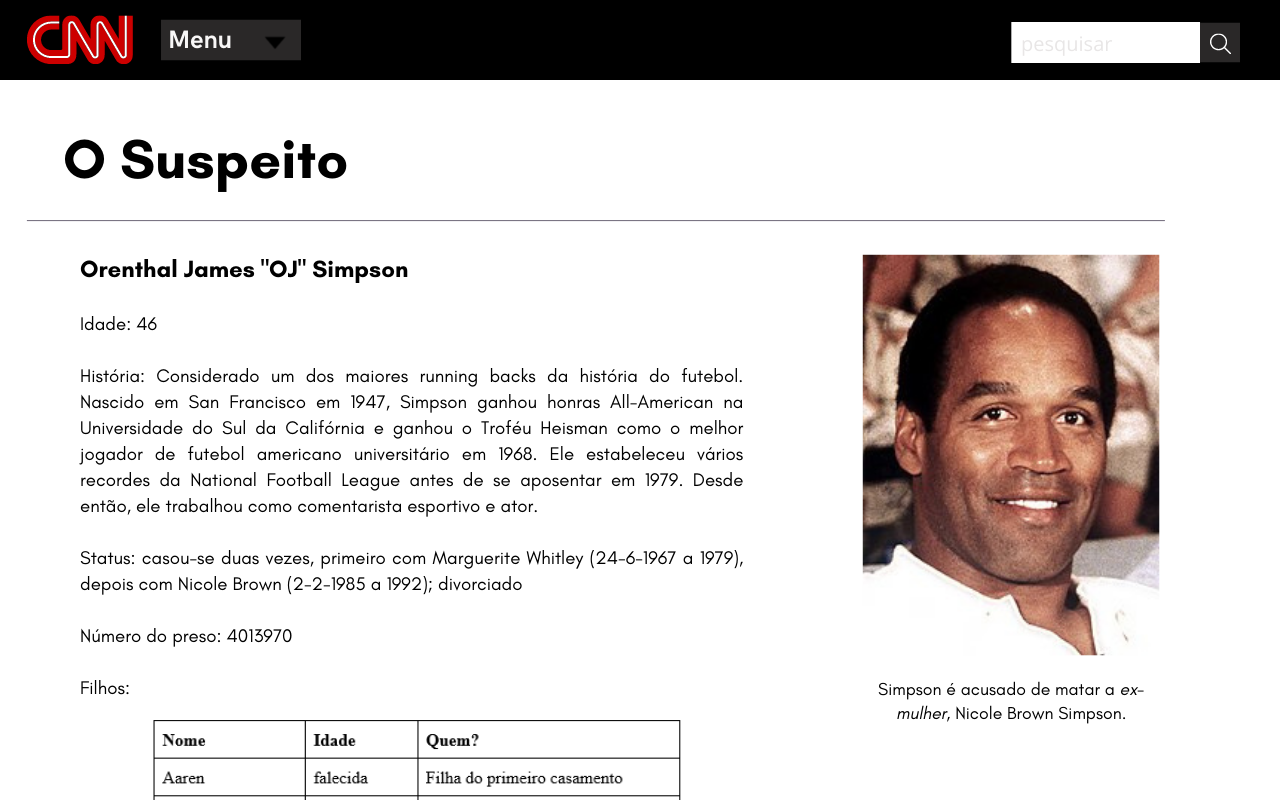 CNN
Menu
pesquisar
O Suspeito
Orenthal James "OJ" Simpson
Idade: 46
História: Considerado um dos maiores running backs da história do futebol.
Nascido em San Francisco em 1947, Simpson ganhou honras All-American na
Universidade do Sul da Califórnia e ganhou o Troféu Heisman como o melhor
jogador de futebol americano universitário em 1968. Ele estabeleceu vários
recordes da National Football League antes de se aposentar em 1979. Desde
então, ele trabalhou como comentarista esportivo e ator.
Status: casou-se duas vezes, primeiro com Marguerite Whitley (24-6-1967 a 1979),
depois com Nicole Brown (2-2-1985 a 1992); divorciado
Número do preso: 4013970
Filhos:
Nome Idade Quem?
Aaren falecida Filha do primeiro casamento
Simpson é acusado de matar a ex-
mulher, Nicole Brown Simpson.